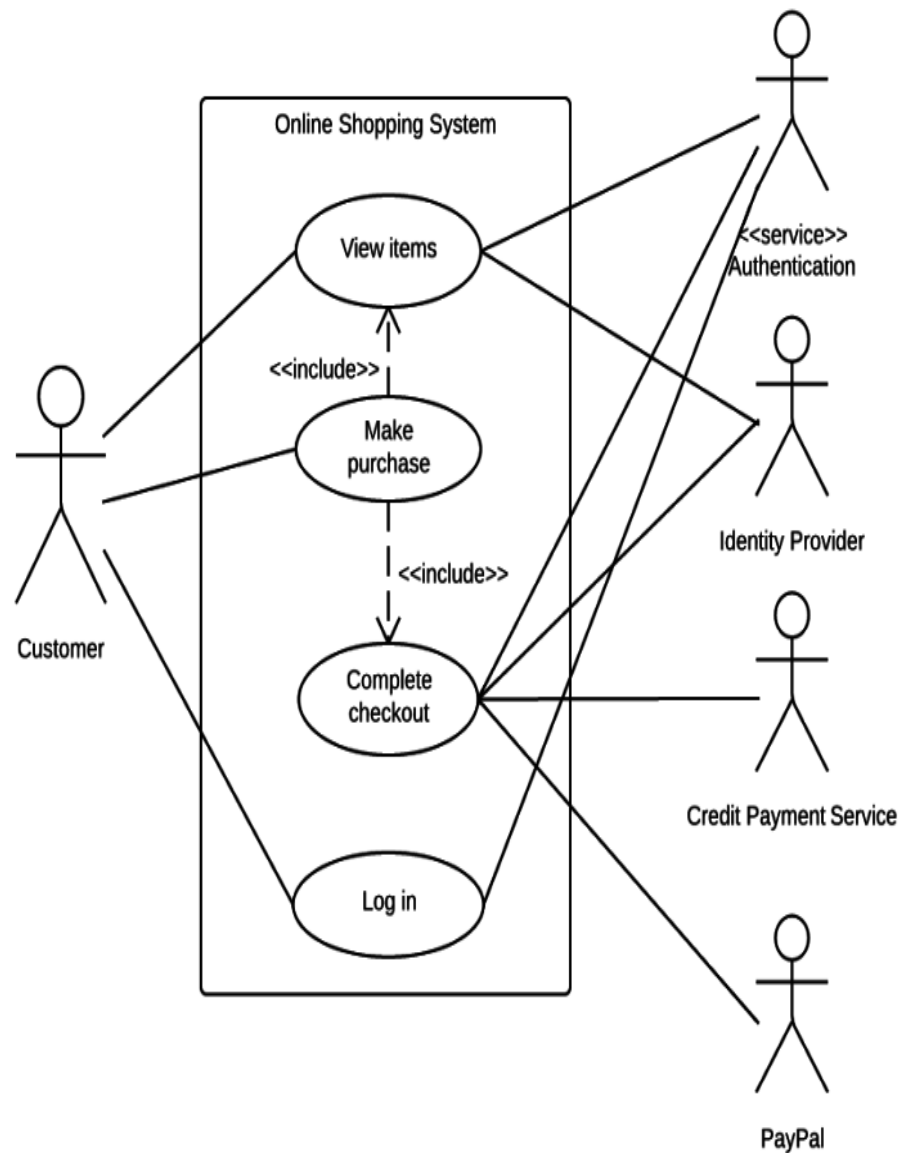 Online Shopping System
View items
<<service>>
Authentication
<<include>>
Make
purchase
Identity Provider
<<include>>
Customer
Complete
checkout
Credit Payment Service
Log in
PayPal